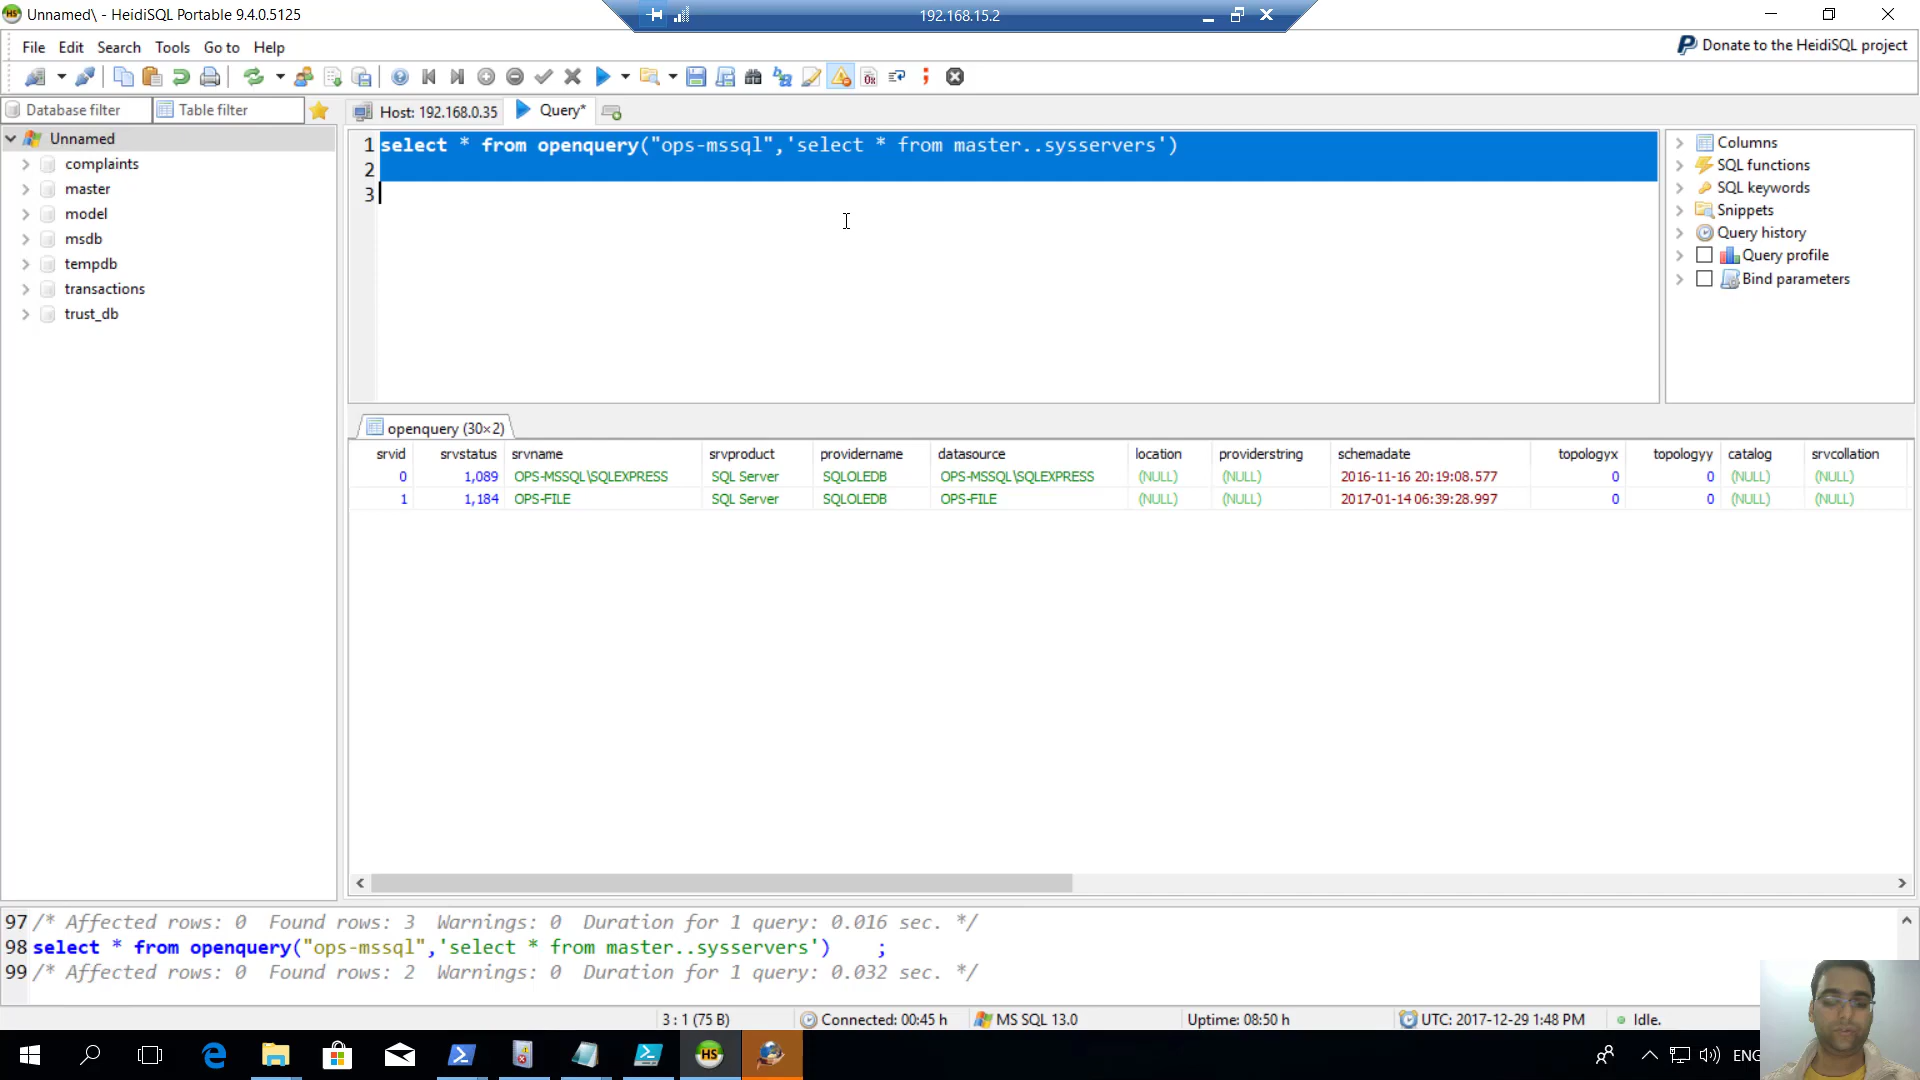 Unnamed\ - HeidiSQL Portable 9.4.0.5125
192.168.15.2
File Edit Search Tools Go to Help
Donate to the HeidiSQL project
Database filter
Table filter
Host: 192.168.0.35
Query*
Unnamed
complaints
master
model
msdb
tempdb
transactions
trust_db
1 select * from openquery("ops-mssql",'select * from master..sysservers')
2
3
Columns
SQL functions
SQL keywords
Snippets
Query history
Query profile
Bind parameters
openquery (30×2)
srvid srvstatus srvname srvproduct providername datasource location providerstring schemadate topologyx topologyy catalog srvcollation
0 1,089 OPS-MSSQL\SQLEXPRESS SQL Server SQLOLEDB OPS-MSSQL\SQLEXPRESS (NULL) (NULL) 2016-11-16 20:19:08.577 0 0 (NULL) (NULL)
1 1,184 OPS-FILE SQL Server SQLOLEDB OPS-FILE (NULL) (NULL) 2017-01-14 06:39:28.997 0 0 (NULL) (NULL)
97 /* Affected rows: 0 Found rows: 3 Warnings: 0 Duration for 1 query: 0.016 sec. */
98 select * from openquery("ops-mssql",'select * from master..sysservers') ;
99 /* Affected rows: 0 Found rows: 2 Warnings: 0 Duration for 1 query: 0.032 sec. */
3 : 1 (75 B)
Connected: 00:45 h
MS SQL 13.0
Uptime: 08:50 h
UTC: 2017-12-29 1:48 PM
Idle.
HS
ENG